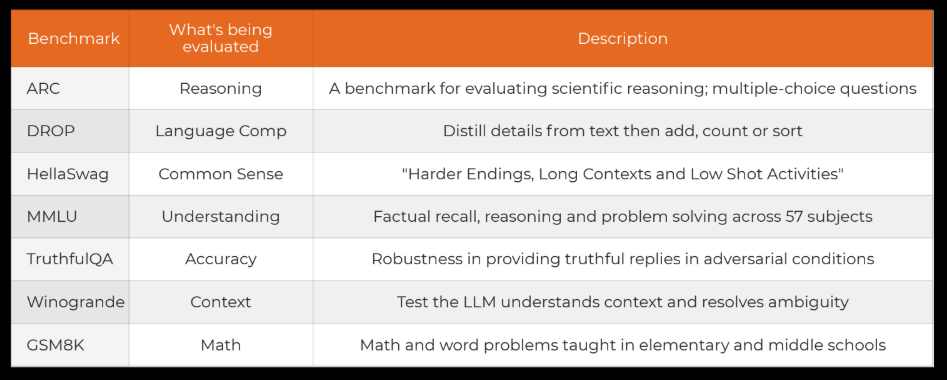 Benchmark
What's being
evaluated
Description
ARC
Reasoning
A benchmark for evaluating scientific reasoning; multiple-choice questions
DROP
Language Comp
Distill details from text then add, count or sort
HellaSwag
Common Sense
"Harder Endings, Long Contexts and Low Shot Activities"
MMLU
Understanding
Factual recall, reasoning and problem solving across 57 subjects
TruthfulQA
Accuracy
Robustness in providing truthful replies in adversarial conditions
Winogrande
Context
Test the LLM understands context and resolves ambiguity
GSM8K
Math
Math and word problems taught in elementary and middle schools